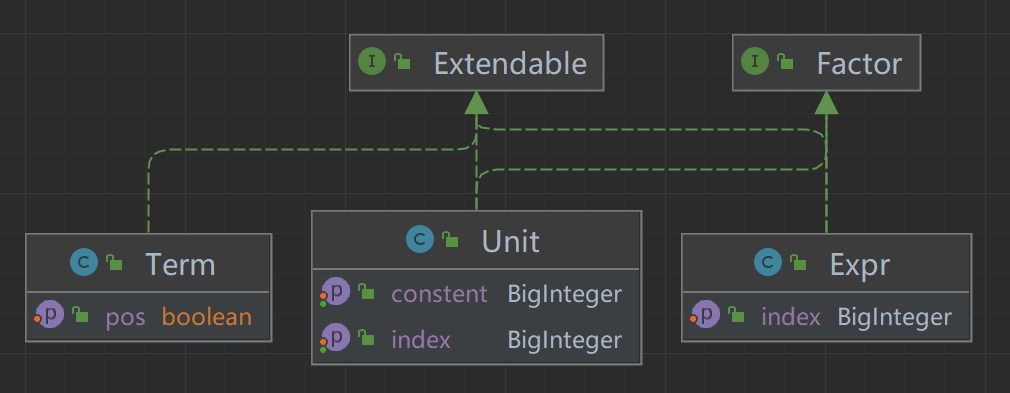 I Extendable
I Factor
C Term
p pos boolean
C Unit
p constent BigInteger
p index BigInteger
C Expr
p index BigInteger